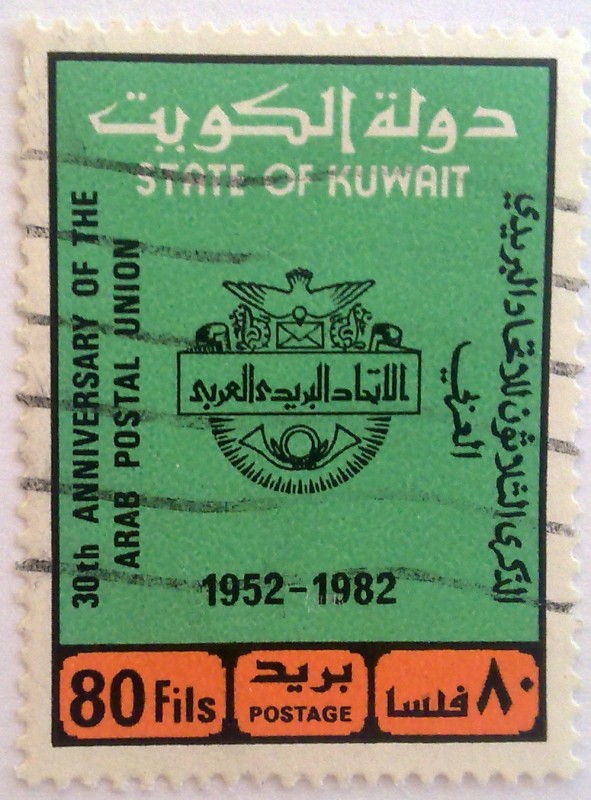 دولة الكويت
STATE OF KUWAIT
30th ANNIVERSARY OF THE
ARAB POSTAL UNION
الاتحاد البريدي العربي
الذكرى الثلاثون للاتحاد البريدي
العربي
1952-1982
80 Fils
بريد
POSTAGE
٨٠ فلسا